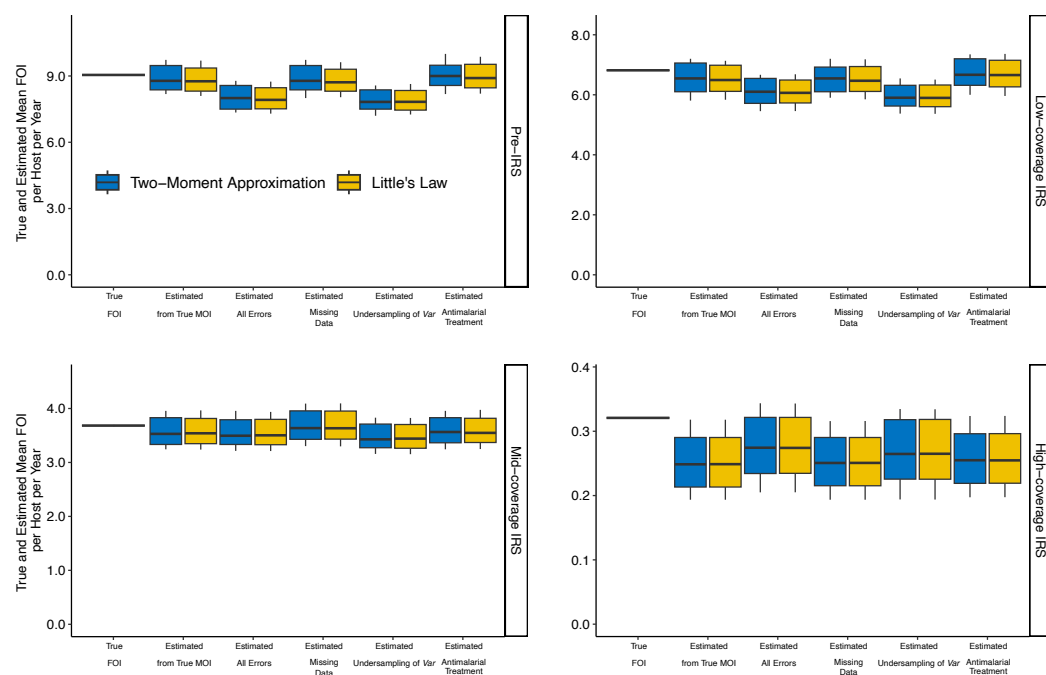 True and Estimated Mean FOI
per Host per Year
9.0
6.0
3.0
0.0
Two−Moment Approximation
Little's Law
Pre−IRS
True
FOI
Estimated
from True MOI
Estimated
All Errors
Estimated
Missing
Data
Estimated
Undersampling of Var
Estimated
Antimalarial
Treatment
8.0
6.0
4.0
2.0
0.0
Low−coverage IRS
True
FOI
Estimated
from True MOI
Estimated
All Errors
Estimated
Missing
Data
Estimated
Undersampling of Var
Estimated
Antimalarial
Treatment
True and Estimated Mean FOI
per Host per Year
4.0
3.0
2.0
1.0
0.0
Mid−coverage IRS
True
FOI
Estimated
from True MOI
Estimated
All Errors
Estimated
Missing
Data
Estimated
Undersampling of Var
Estimated
Antimalarial
Treatment
0.4
0.3
0.2
0.1
0.0
High−coverage IRS
True
FOI
Estimated
from True MOI
Estimated
All Errors
Estimated
Missing
Data
Estimated
Undersampling of Var
Estimated
Antimalarial
Treatment